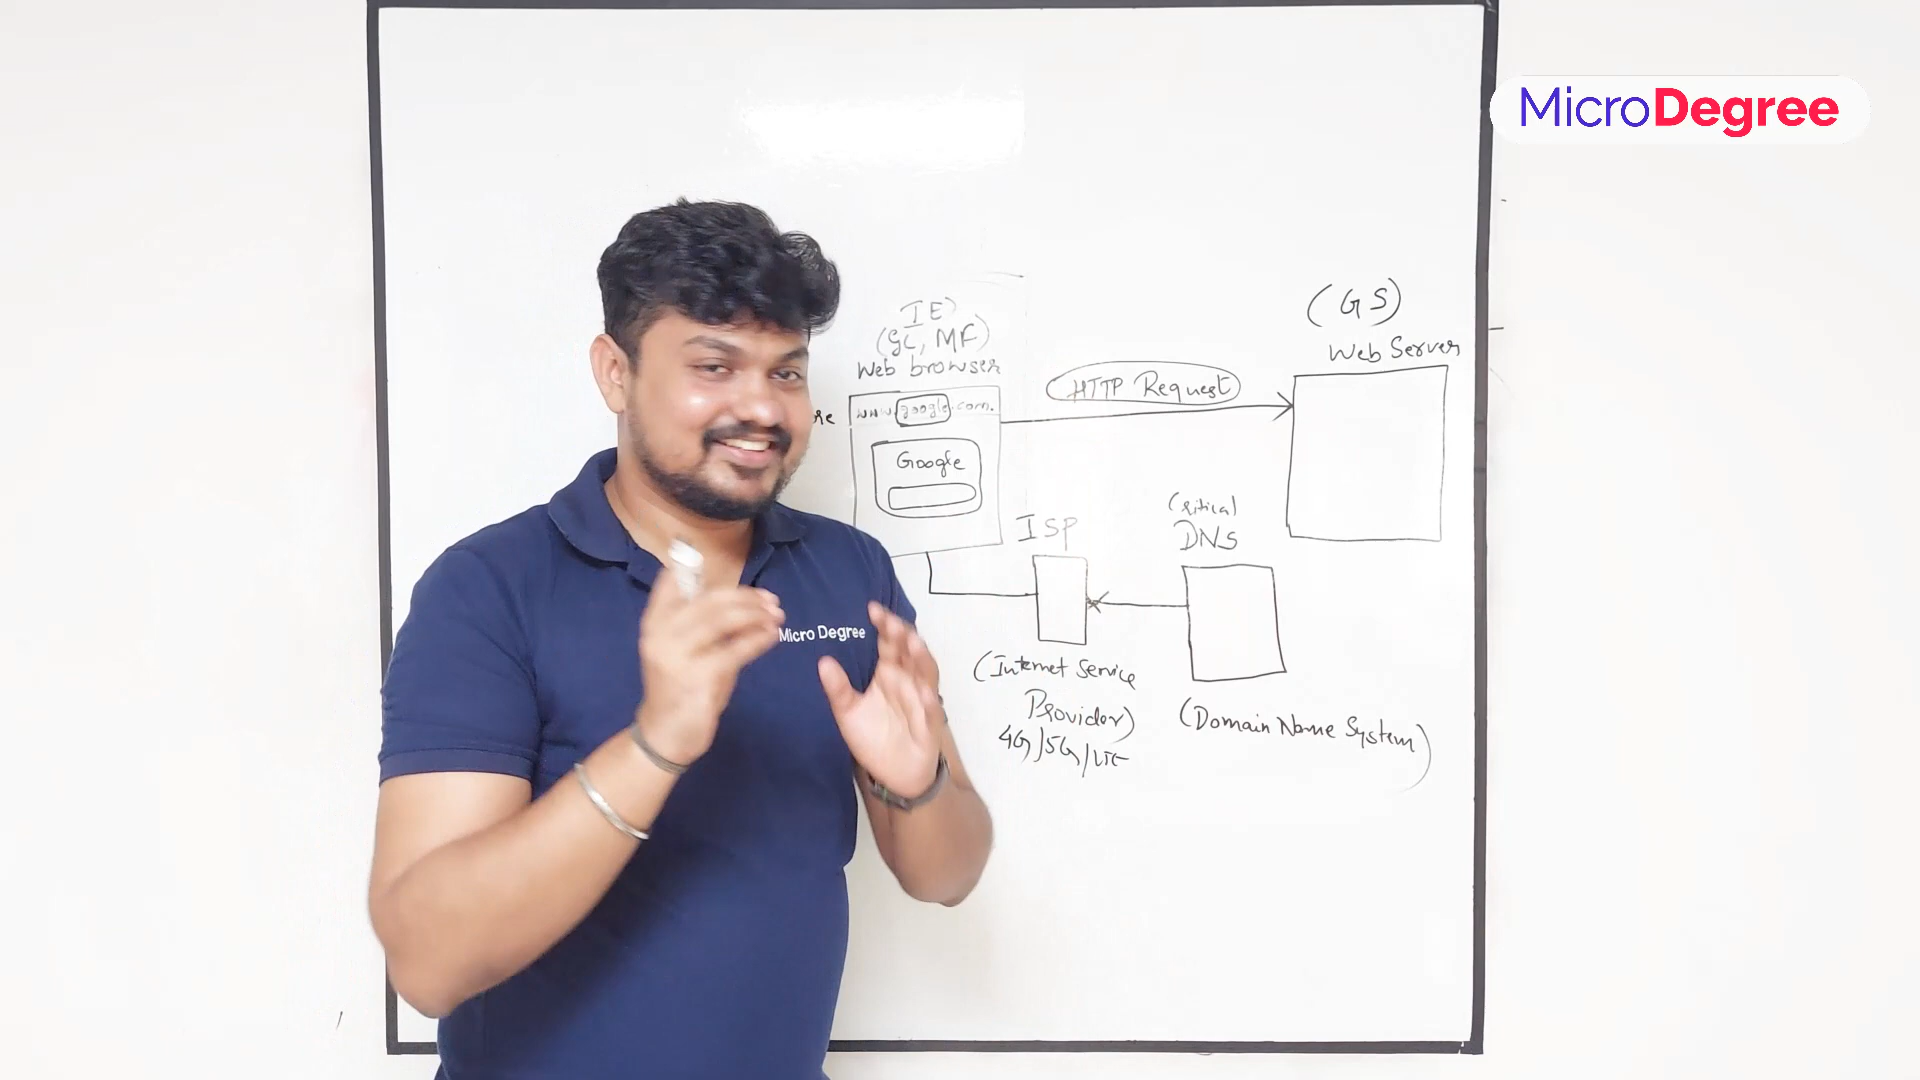 MicroDegree
(GS)
Web Server
IE)
(GC, MF)
Web browser
HTTP Request
www.google.com.
Google
Critical
DNS
ISP
Micro Degree
(Internet Service
Provider)
4G/5G/LTE
(Domain Name System)